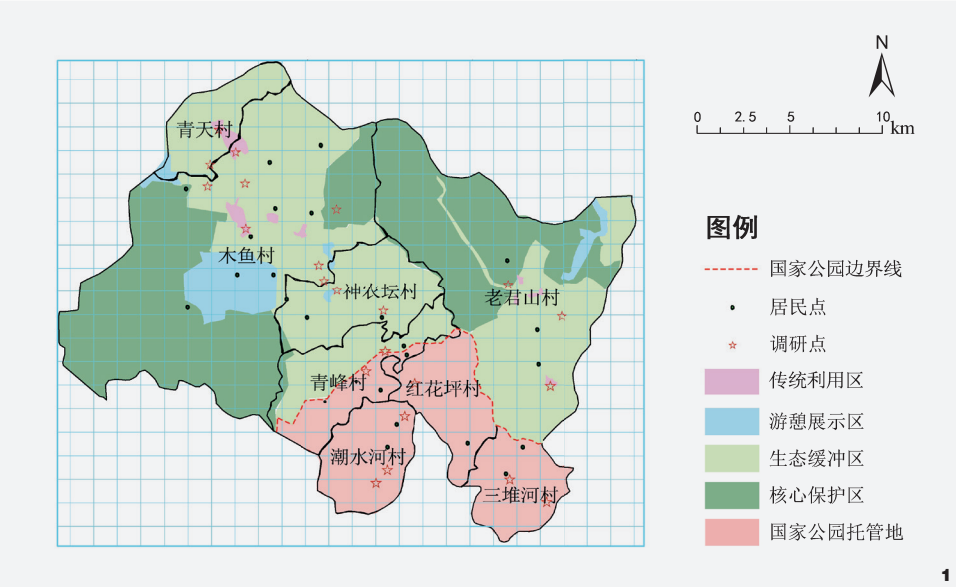 N
0 2.5 5 10 km
青天村
木鱼村
神农坛村
老君山村
青峰村
红花坪村
潮水河村
三堆河村
图例
国家公园边界线
居民点
调研点
传统利用区
游憩展示区
生态缓冲区
核心保护区
国家公园托管地
1